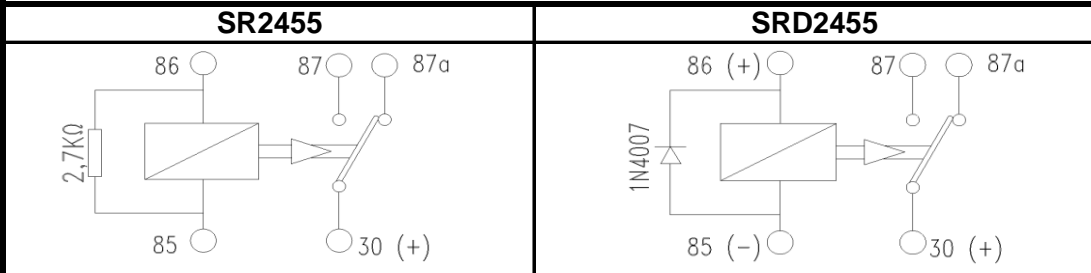 SR2455
SRD2455
86
87
87a
2,7KΩ
85
30 (+)
86 (+)
87
87a
1N4007
85 (−)
30 (+)